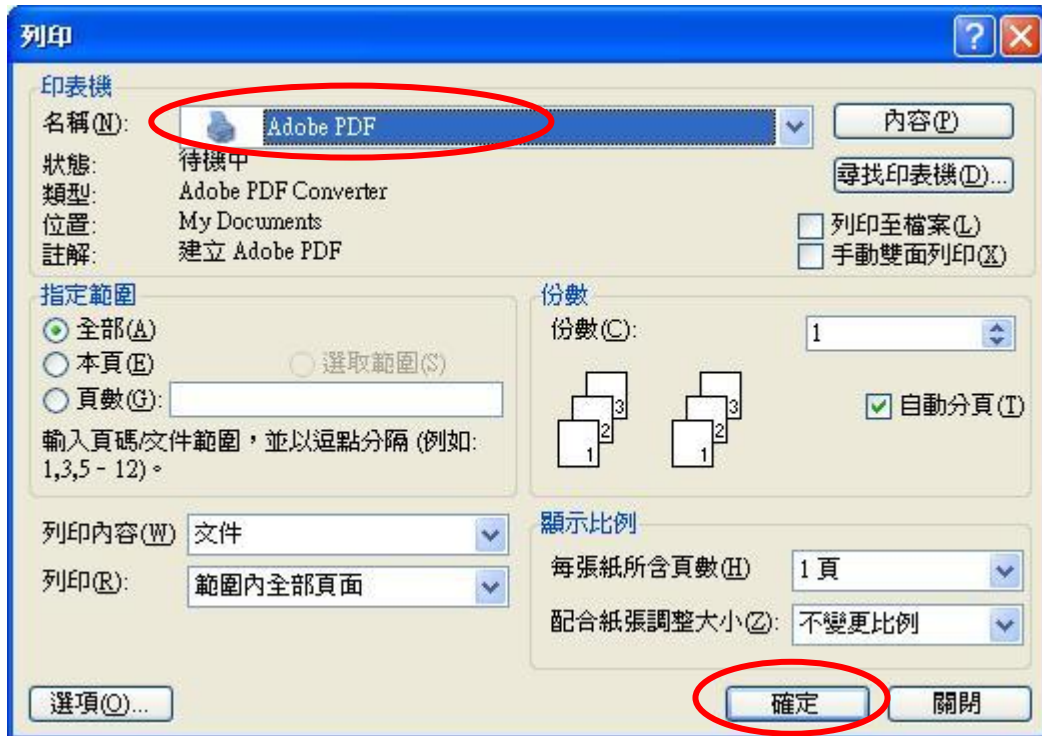 列印
印表機
名稱(N):
Adobe PDF
內容(P)
狀態:
待機中
尋找印表機(D)...
類型:
Adobe PDF Converter
位置:
My Documents
列印至檔案(L)
註解:
建立 Adobe PDF
手動雙面列印(X)
指定範圍
全部(A)
本頁(E)
選取範圍(S)
頁數(G):
輸入頁碼/文件範圍，並以逗點分隔 (例如:
1,3,5 - 12)。
份數
份數(C):
1
3
2
1
3
2
1
自動分頁(T)
列印內容(W)
文件
列印(R):
範圍內全部頁面
顯示比例
每張紙所含頁數(H)
1 頁
配合紙張調整大小(Z):
不變更比例
選項(O)...
確定
關閉